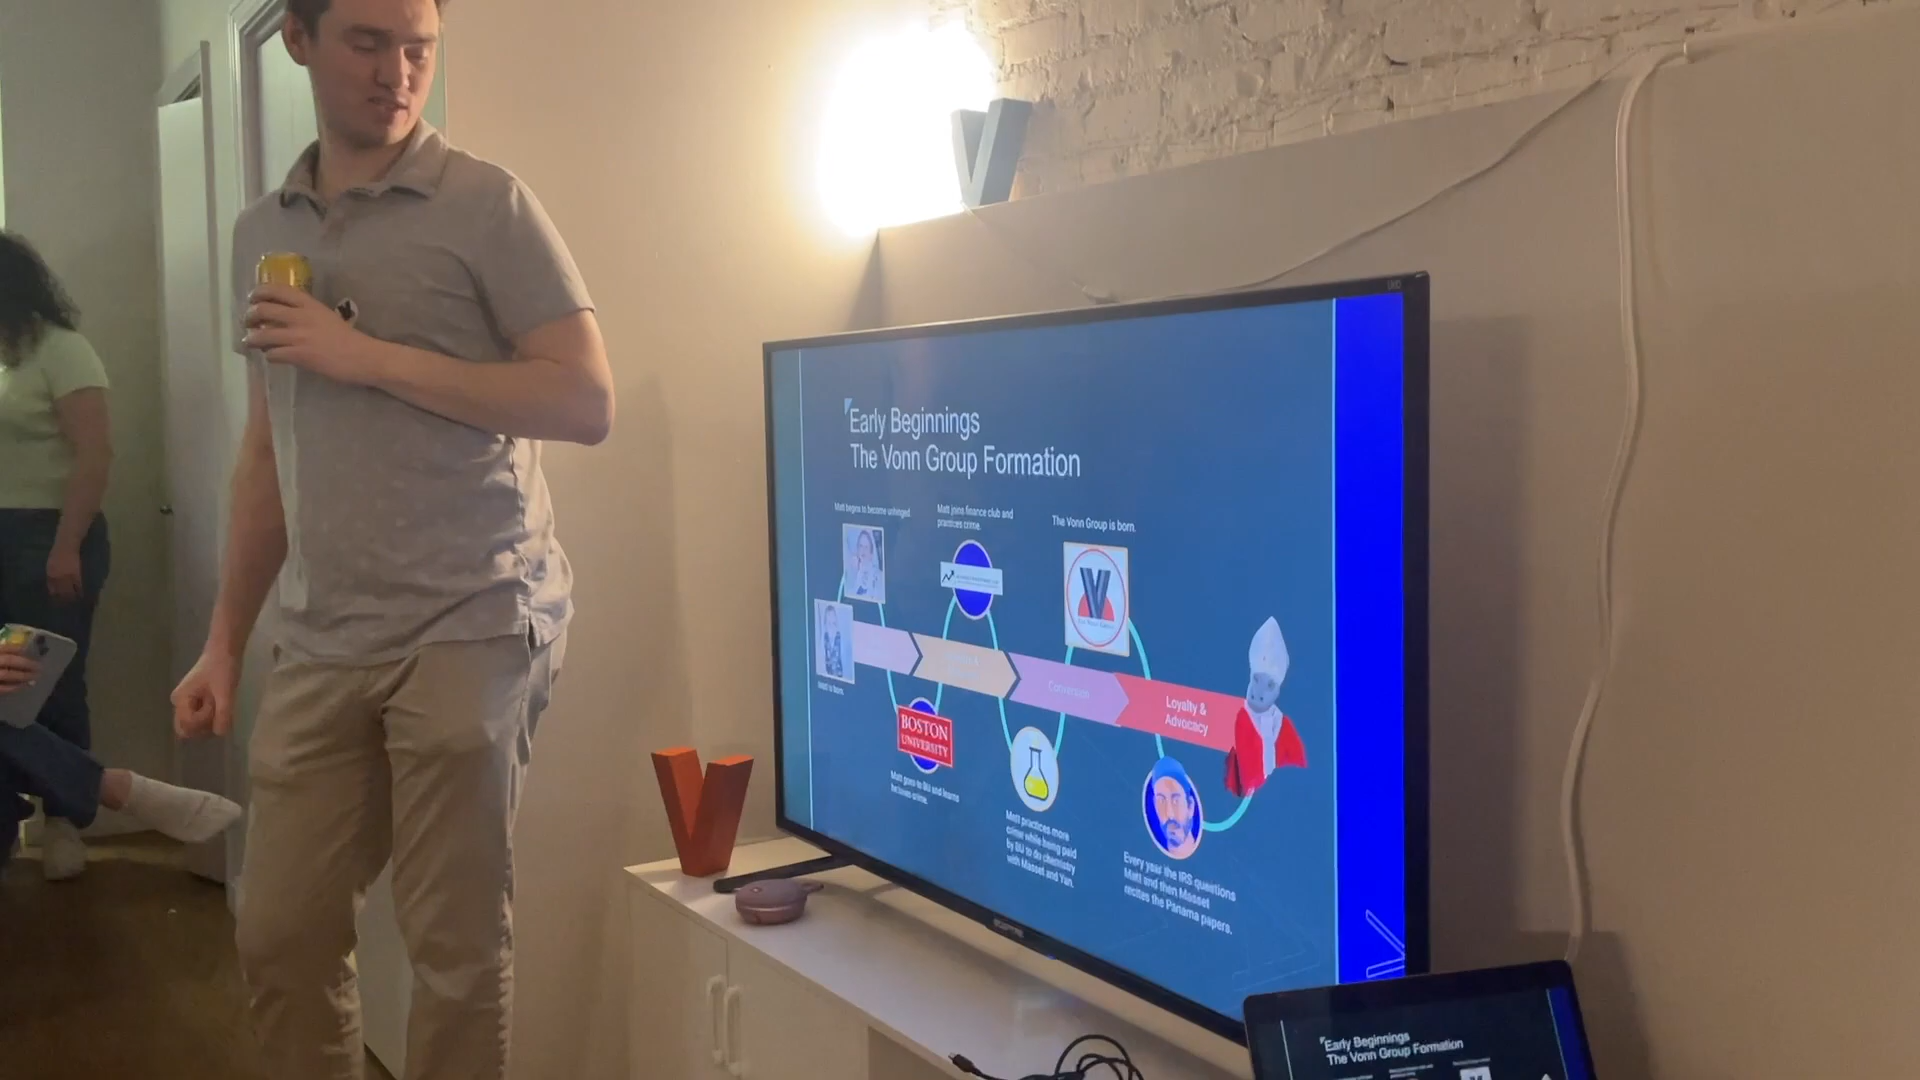 Early Beginnings
The Vonn Group Formation
Matt begins to become unhinged.
Matt joins finance club and
practices crime.
The Vonn Group is born.
V
Matt is born.
Conversion
Loyalty &
Advocacy
BOSTON
UNIVERSITY
Matt goes to BU and learns
he loves crime.
Matt practices more
crime while being paid
by BU to do chemistry
with Masset and Yan.
Every year the IRS questions
Matt and then Masset
recites the Panama papers.
UHD
SCEPTRE
V
V
Early Beginnings
The Vonn Group Formation